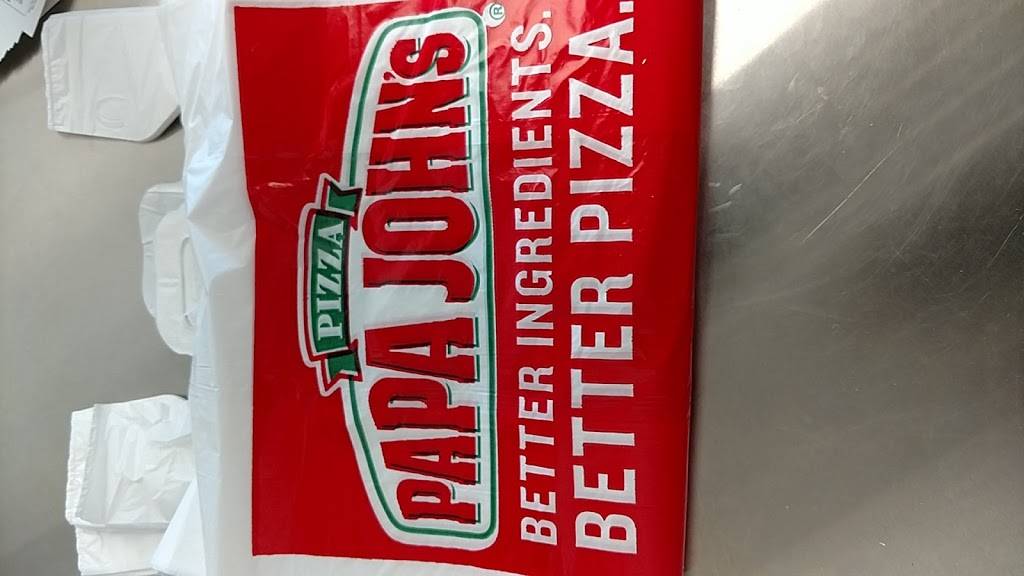 PIZZA
PAPA JOHN'S®
BETTER INGREDIENTS.
BETTER PIZZA.